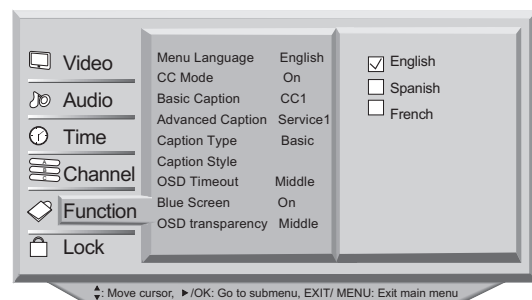 Video
Audio
Time
Channel
Function
Lock
Menu Language English
CC Mode On
Basic Caption CC1
Advanced Caption Service1
Caption Type Basic
Caption Style
OSD Timeout Middle
Blue Screen On
OSD transparency Middle
English
Spanish
French
: Move cursor, ▶/OK: Go to submenu, EXIT/ MENU: Exit main menu